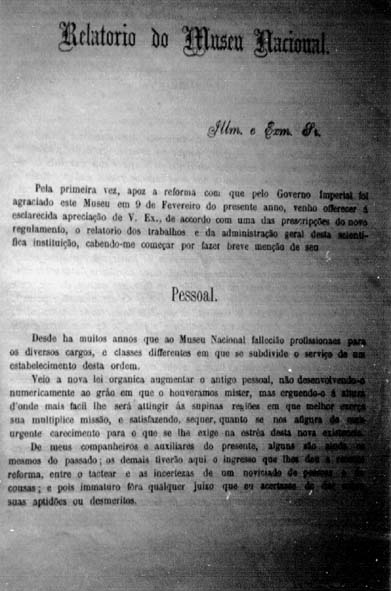 Relatorio do Museu Nacional.
Illm. e Exm. Sr.
Pela primeira vez, apoz a reforma com que pelo Governo Imperial foi
agraciado este Museu em 9 de Fevereiro do presente anno, venho offerecer á
esclarecida apreciação de V. Ex., de accordo com uma das prescripções do novo
regulamento, o relatorio dos trabalhos e da administração geral desta scienti-
fica instituição, cabendo-me começar por fazer breve menção de seu
Pessoal.
Desde ha muitos annos que ao Museu Nacional fallecião profissionaes para
os diversos cargos, e classes differentes em que se subdivide o serviço de um
estabelecimento desta ordem.
Veio a nova lei organica augmentar o antigo pessoal, não desenvolvendo-o
numericamente ao gráo em que o houveramos mister, mas erguendo-o á altura
d'onde mais facil lhe será attingir ás supinas regiões em que melhor exerça
sua multiplice missão, e satisfazendo, sequer, quanto se nos afigura de mais
urgente carecimento para o que se lhe exige na estréa desta nova existencia.
De meus companheiros e auxiliares do presente, alguns são ainda os
mesmos do passado; os demais tiverão aqui o ingresso que lhes deu a recente
reforma, entre o tactear e as incertezas de um noviciado de pessoas e de
cousas; e pois immaturo fôra qualquer juizo que eu acertasse de
suas aptidões ou desmeritos.